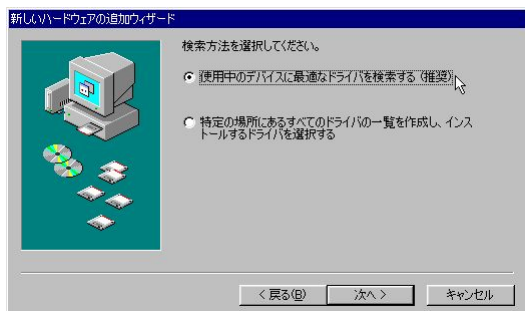 新しいハードウェアの追加ウィザード
検索方法を選択してください。
使用中のデバイスに最適なドライバを検索する (推奨)
特定の場所にあるすべてのドライバの一覧を作成し、インス
トールするドライバを選択する
< 戻る(B)
次へ >
キャンセル